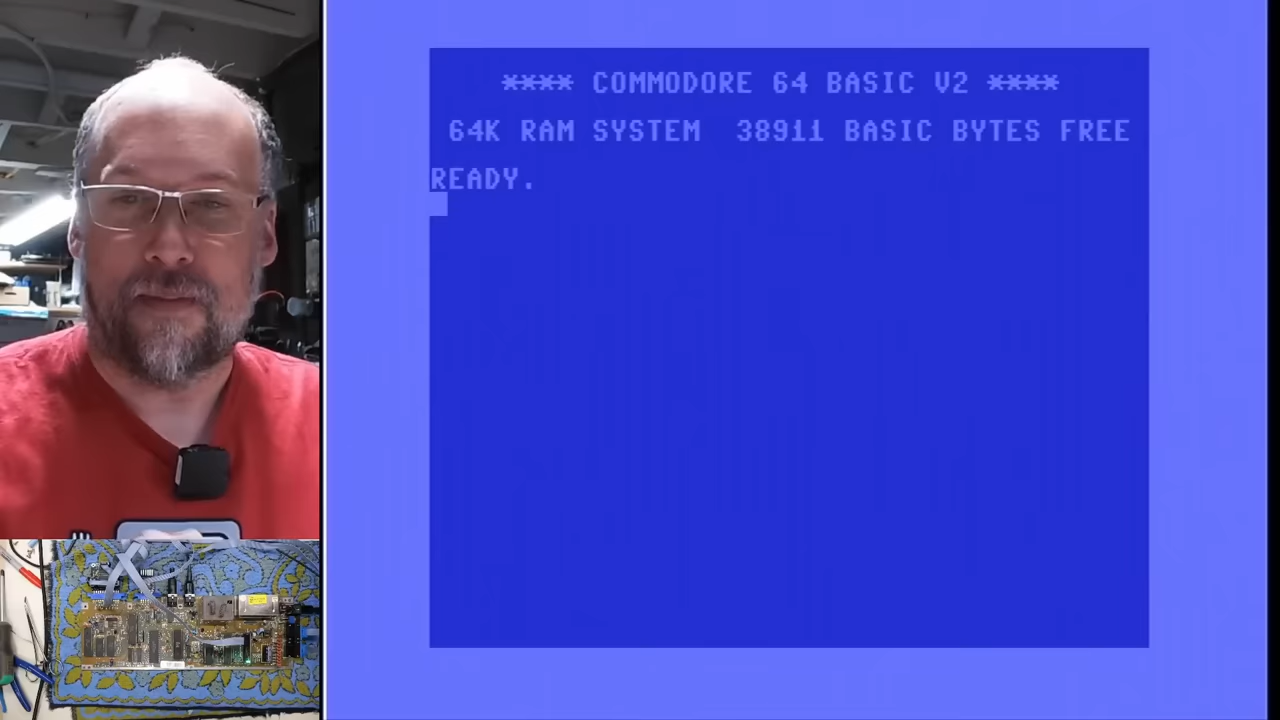 **** COMMODORE 64 BASIC V2 ****
64K RAM SYSTEM  38911 BASIC BYTES FREE
READY.